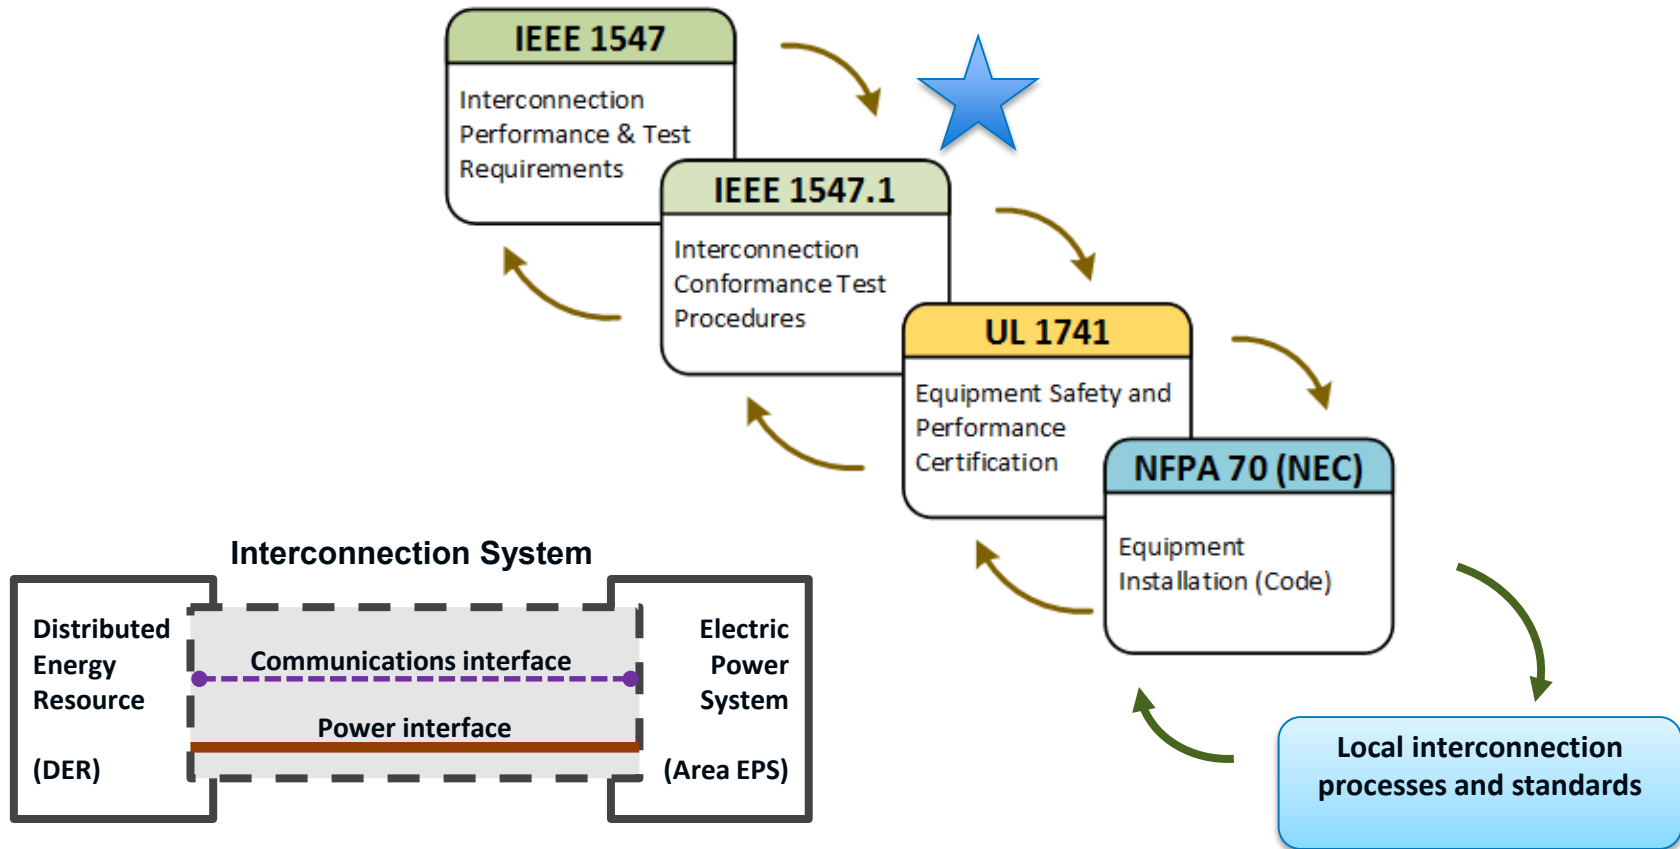 IEEE 1547
Interconnection
Performance & Test
Requirements
IEEE 1547.1
Interconnection
Conformance Test
Procedures
UL 1741
Equipment Safety and
Performance
Certification
NFPA 70 (NEC)
Equipment
Installation (Code)
Local interconnection
processes and standards
Interconnection System
Distributed
Energy
Resource
(DER)
Communications interface
Power interface
Electric
Power
System
(Area EPS)